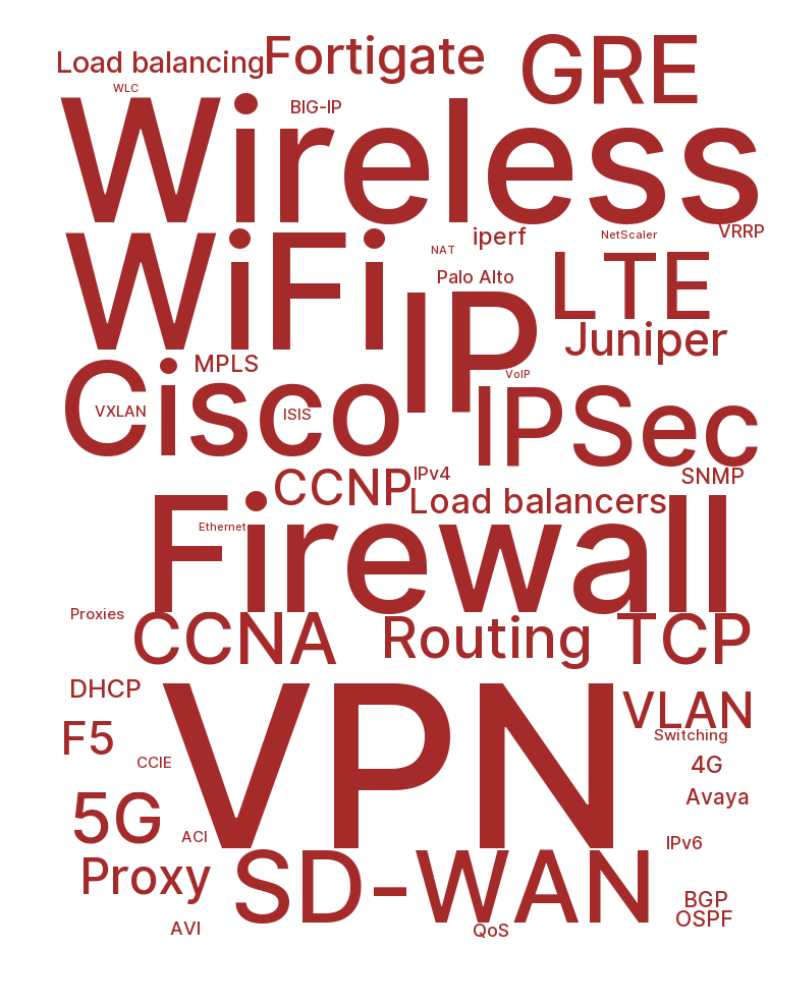 Load balancing
Fortigate
GRE
WLC
BIG-IP
Wireless
iperf
NetScaler
VRRP
NAT
WiFi
Palo Alto
LTE
IP
Juniper
MPLS
VoIP
Cisco
VXLAN
ISIS
IPSec
CCNP
IPv4
SNMP
Load balancers
Ethernet
Firewall
Proxies
CCNA
Routing
TCP
DHCP
VPN
VLAN
F5
Switching
CCIE
4G
Avaya
5G
ACI
IPv6
Proxy
SD-WAN
BGP
OSPF
AVI
QoS